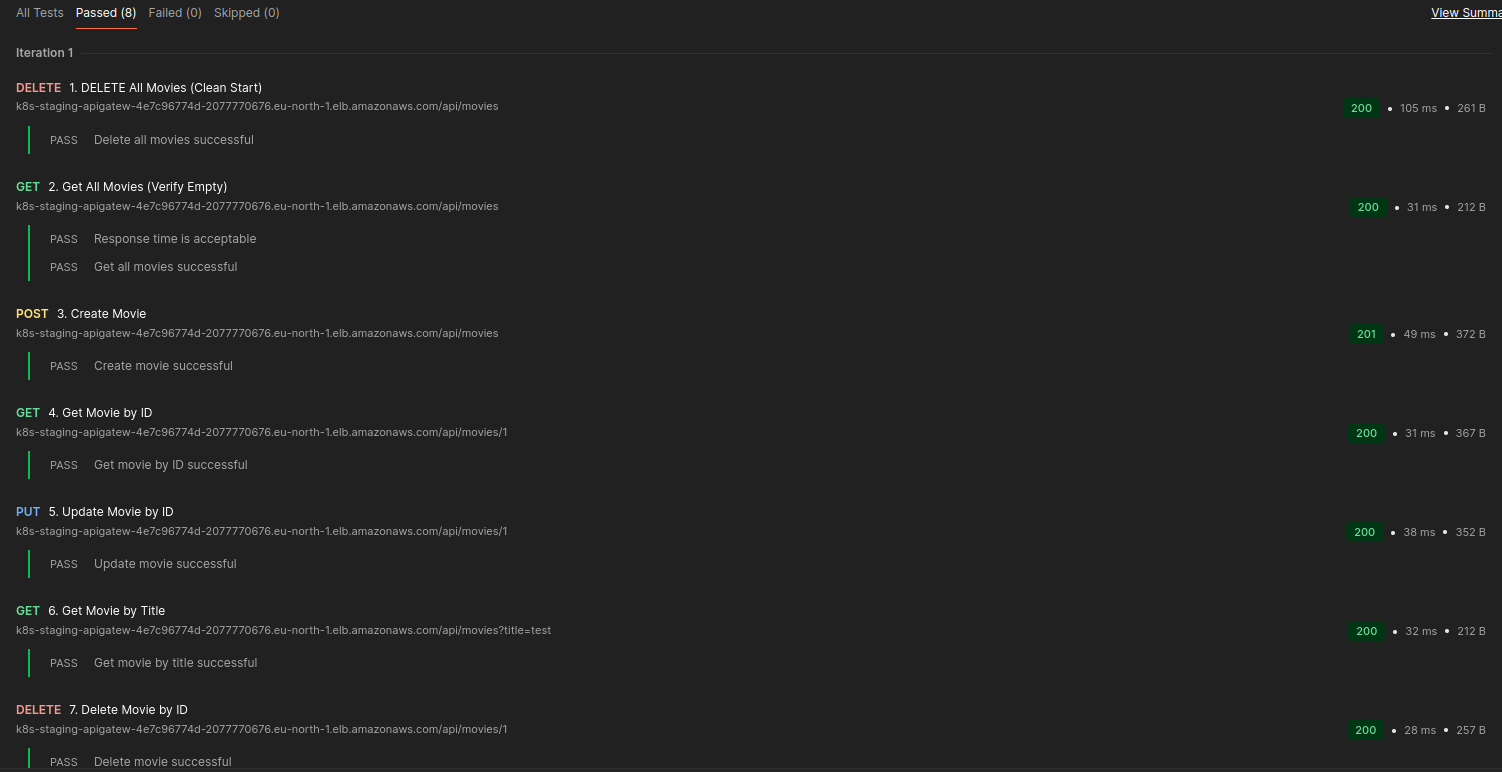 All Tests Passed (8) Failed (0) Skipped (0) View Summa
Iteration 1
DELETE 1. DELETE All Movies (Clean Start)
k8s-staging-apigatew-4e7c96774d-2077770676.eu-north-1.elb.amazonaws.com/api/movies 200 • 105 ms • 261 B
PASS Delete all movies successful
GET 2. Get All Movies (Verify Empty)
k8s-staging-apigatew-4e7c96774d-2077770676.eu-north-1.elb.amazonaws.com/api/movies 200 • 31 ms • 212 B
PASS Response time is acceptable
PASS Get all movies successful
POST 3. Create Movie
k8s-staging-apigatew-4e7c96774d-2077770676.eu-north-1.elb.amazonaws.com/api/movies 201 • 49 ms • 372 B
PASS Create movie successful
GET 4. Get Movie by ID
k8s-staging-apigatew-4e7c96774d-2077770676.eu-north-1.elb.amazonaws.com/api/movies/1 200 • 31 ms • 367 B
PASS Get movie by ID successful
PUT 5. Update Movie by ID
k8s-staging-apigatew-4e7c96774d-2077770676.eu-north-1.elb.amazonaws.com/api/movies/1 200 • 38 ms • 352 B
PASS Update movie successful
GET 6. Get Movie by Title
k8s-staging-apigatew-4e7c96774d-2077770676.eu-north-1.elb.amazonaws.com/api/movies?title=test 200 • 32 ms • 212 B
PASS Get movie by title successful
DELETE 7. Delete Movie by ID
k8s-staging-apigatew-4e7c96774d-2077770676.eu-north-1.elb.amazonaws.com/api/movies/1 200 • 28 ms • 257 B
PASS Delete movie successful